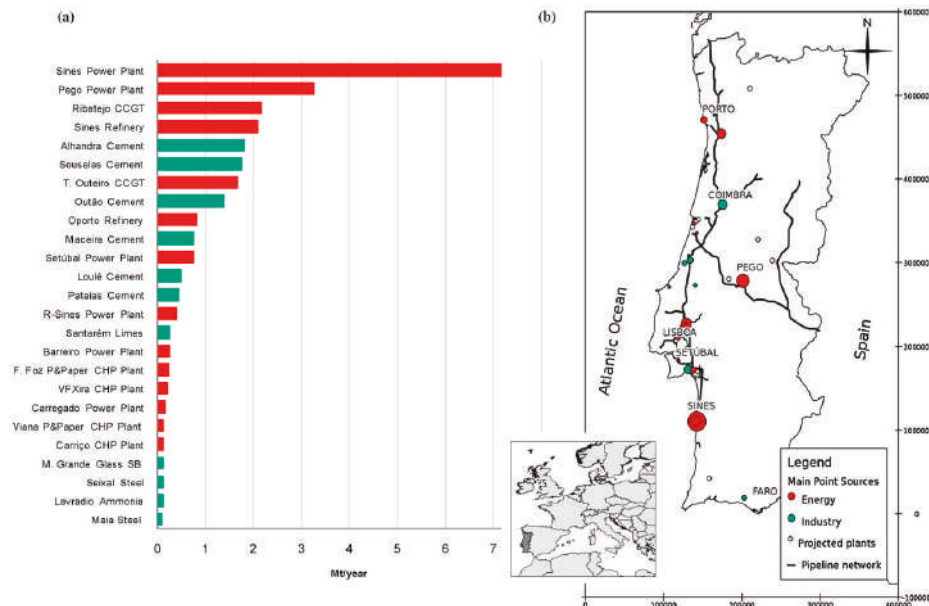 (a)
Sines Power Plant
Pego Power Plant
Ribatejo CCGT
Sines Refinery
Alhandra Cement
Souselas Cement
T. Outeiro CCGT
Outão Cement
Oporto Refinery
Maceira Cement
Setúbal Power Plant
Loulé Cement
Pataias Cement
R-Sines Power Plant
Santarém Limes
Barreiro Power Plant
F. Foz P&Paper CHP Plant
VFXira CHP Plant
Carregado Power Plant
Viana P&Paper CHP Plant
Carriço CHP Plant
M. Grande Glass SB
Seixal Steel
Lavradio Ammonia
Maia Steel
0 1 2 3 4 5 6 7
Mt/year
(b)
N
600000
500000
400000
300000
200000
100000
0
-100000
0 100000 200000 300000 400000
PORTO
COIMBRA
PEGO
LISBOA
SETÚBAL
SINES
FARO
Atlantic Ocean
Spain
Legend
Main Point Sources
Energy
Industry
Projected plants
Pipeline network